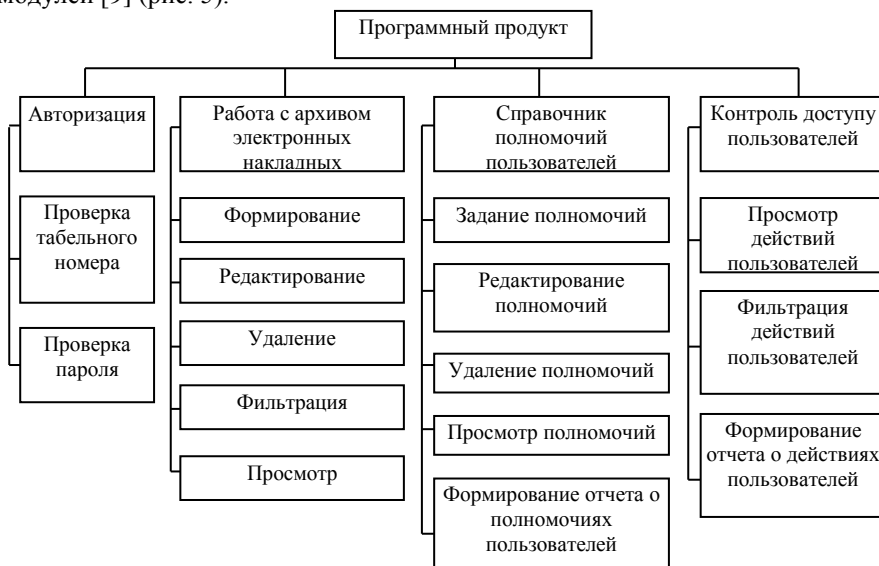 модулей [9] (рис. 5).
Программный продукт
Авторизация
Проверка
табельного
номера
Проверка
пароля
Работа с архивом
электронных
накладных
Формирование
Редактирование
Удаление
Фильтрация
Просмотр
Справочник
полномочий
пользователей
Задание полномочий
Редактирование
полномочий
Удаление полномочий
Просмотр полномочий
Формирование отчета о
полномочиях
пользователей
Контроль доступу
пользователей
Просмотр
действий
пользователей
Фильтрация
действий
пользователей
Формирование
отчета о действиях
пользователей